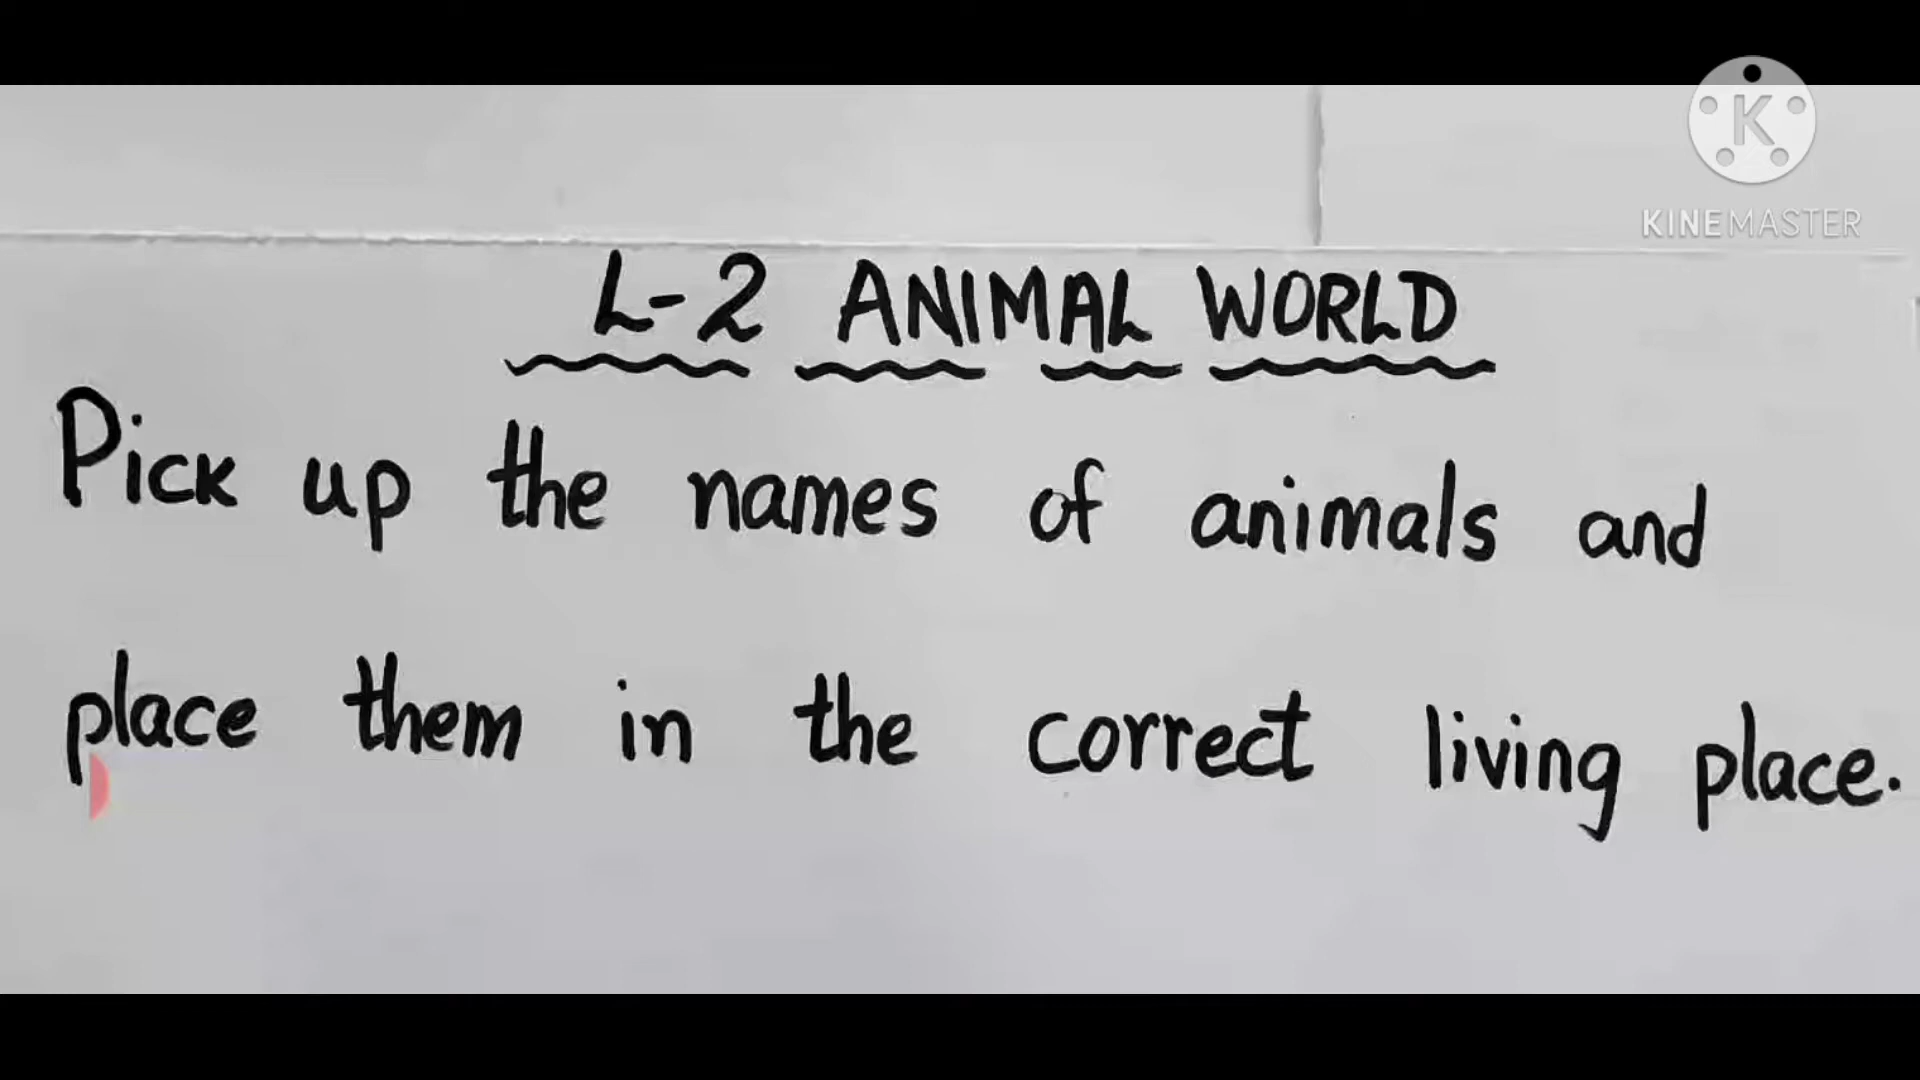 K
KINEMASTER
L-2 ANIMAL WORLD
Pick up the names of animals and
place them in the correct living place.